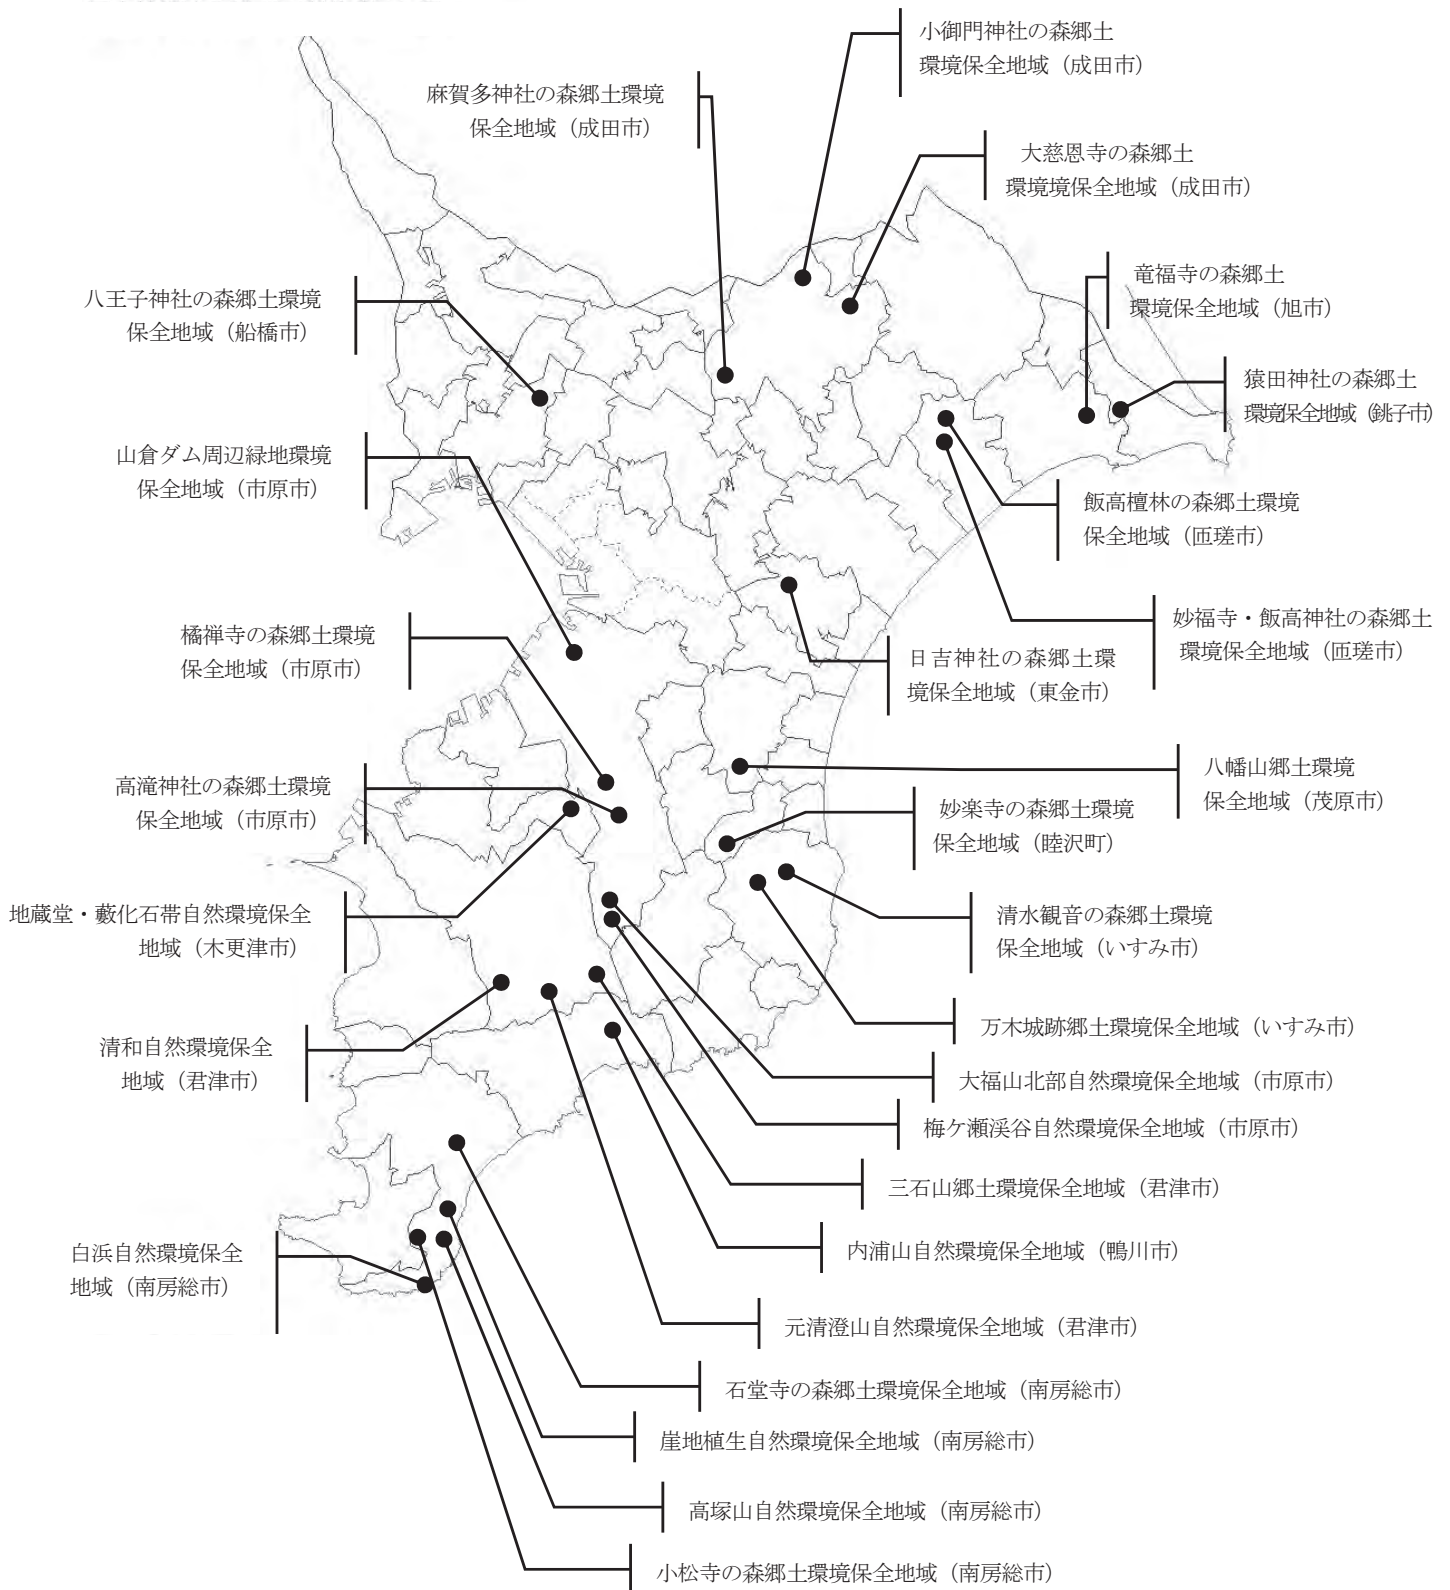 小御門神社の森郷土
環境保全地域（成田市）
麻賀多神社の森郷土環境
保全地域（成田市）
大慈恩寺の森郷土
環境境保全地域（成田市）
竜福寺の森郷土
環境保全地域（旭市）
八王子神社の森郷土環境
保全地域（船橋市）
猿田神社の森郷土
環境保全地域（銚子市）
山倉ダム周辺緑地環境
保全地域（市原市）
飯高檀林の森郷土環境
保全地域（匝瑳市）
妙福寺・飯高神社の森郷土
環境保全地域（匝瑳市）
橘禅寺の森郷土環境
保全地域（市原市）
日吉神社の森郷土環
境保全地域（東金市）
高滝神社の森郷土環境
保全地域（市原市）
八幡山郷土環境
保全地域（茂原市）
妙楽寺の森郷土環境
保全地域（睦沢町）
地蔵堂・藪化石帯自然環境保全
地域（木更津市）
清水観音の森郷土環境
保全地域（いすみ市）
万木城跡郷土環境保全地域（いすみ市）
清和自然環境保全
地域（君津市）
大福山北部自然環境保全地域（市原市）
梅ケ瀬渓谷自然環境保全地域（市原市）
三石山郷土環境保全地域（君津市）
内浦山自然環境保全地域（鴨川市）
白浜自然環境保全
地域（南房総市）
元清澄山自然環境保全地域（君津市）
石堂寺の森郷土環境保全地域（南房総市）
崖地植生自然環境保全地域（南房総市）
高塚山自然環境保全地域（南房総市）
小松寺の森郷土環境保全地域（南房総市）